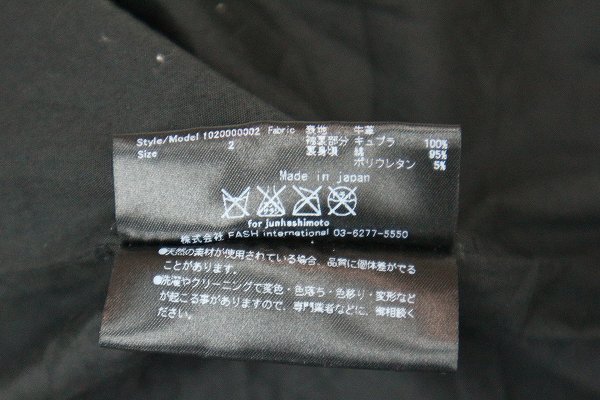 Style/Model 1020000002 Fabric 表地 牛革
Size 2 袖裏部分 キュプラ 100%
裏身頃 綿 95%
ポリウレタン 5%
Made in japan
for junhashimoto
株式会社 FASH international 03-6277-5550
●天然の素材が使用されている場合、品質に個体差がでる
ことがあります。
●洗濯やクリーニングで変色・色落ち・色移り・変形など
が起こる事がありますので、専門業者などに、御相談く
ださい。